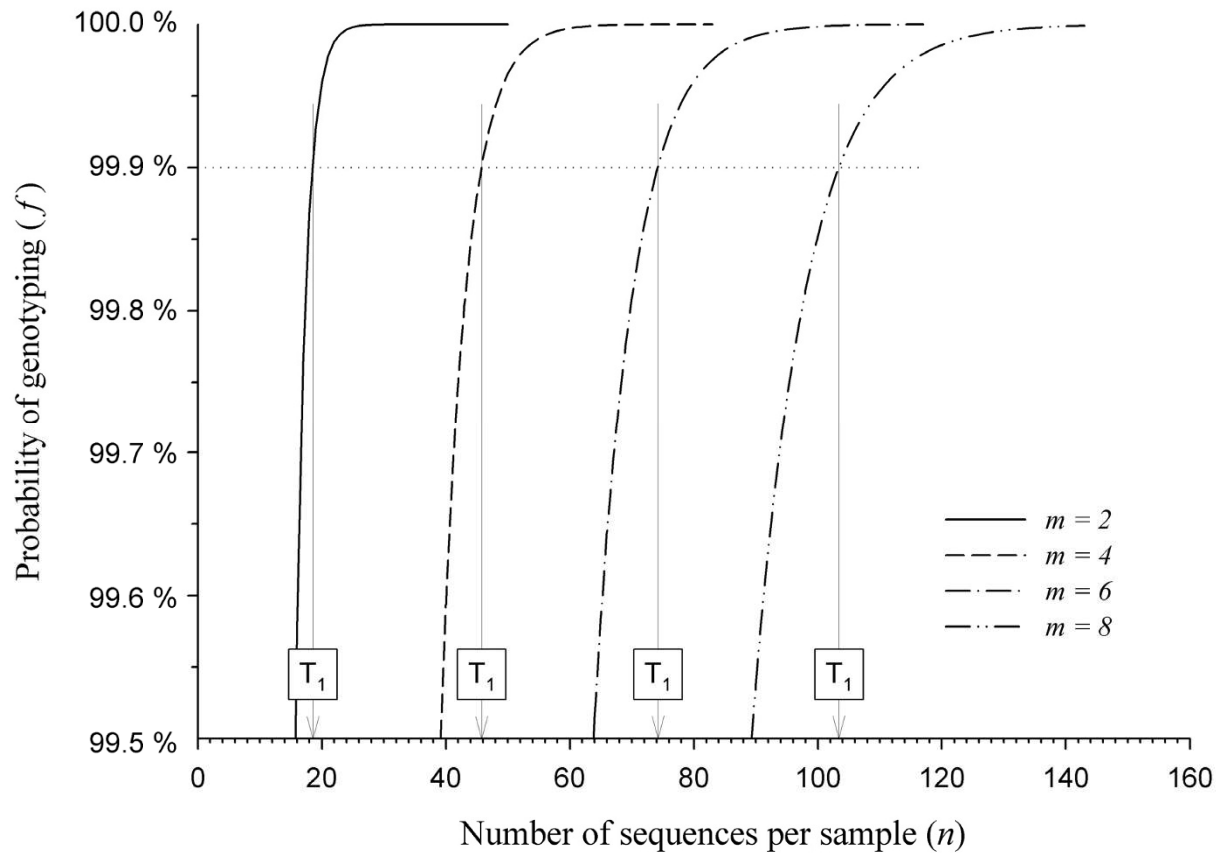 100.0 %
99.9 %
99.8 %
99.7 %
99.6 %
99.5 %
Probability of genotyping (f)
m = 2
m = 4
m = 6
m = 8
T₁ T₁ T₁ T₁
0 20 40 60 80 100 120 140 160
Number of sequences per sample (n)